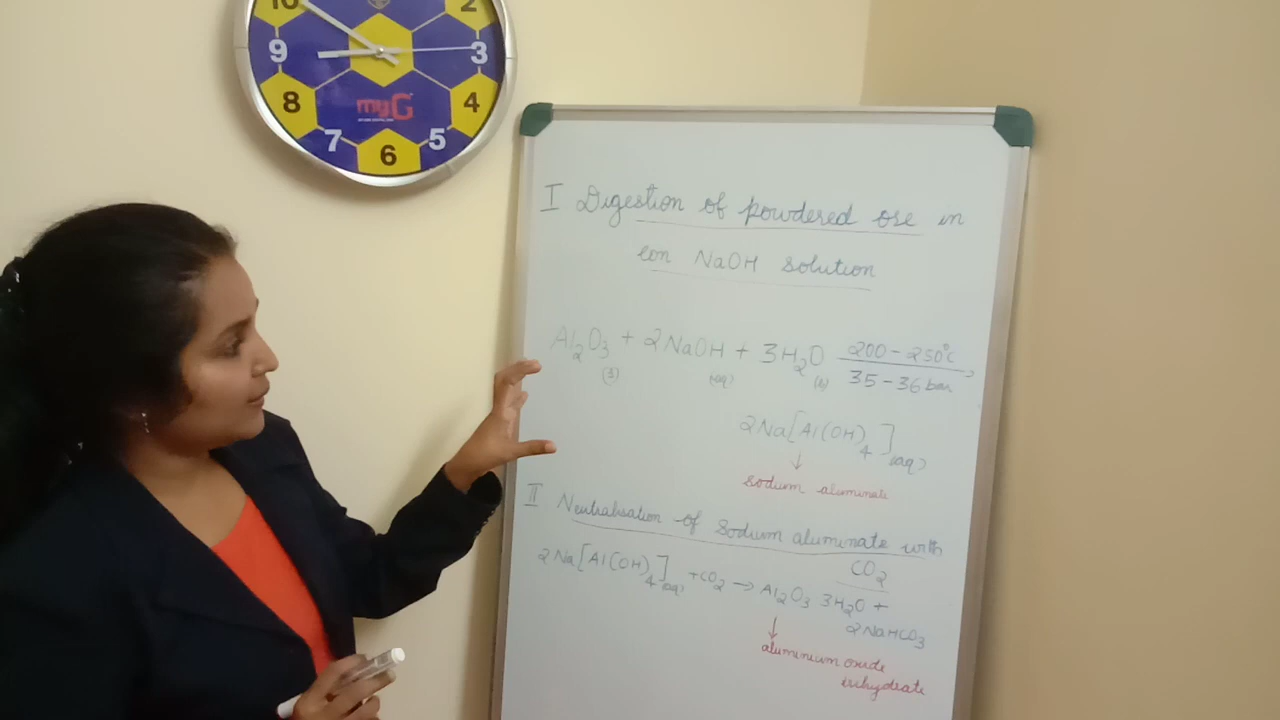 10
2
9
3
8
4
myG
7
5
6
I Digestion of powdered ore in
con NaOH solution
Al₂O₃ + 2NaOH + 3H₂O 200-250°C
(s) (aq) (l) 35-36 bar
2Na[Al(OH)₄](aq)
sodium aluminate
II Neutralisation of Sodium aluminate with
CO₂
2Na[Al(OH)₄](aq) + CO₂ → Al₂O₃ 3H₂O +
2NaHCO₃
aluminium oxide
trihydrate